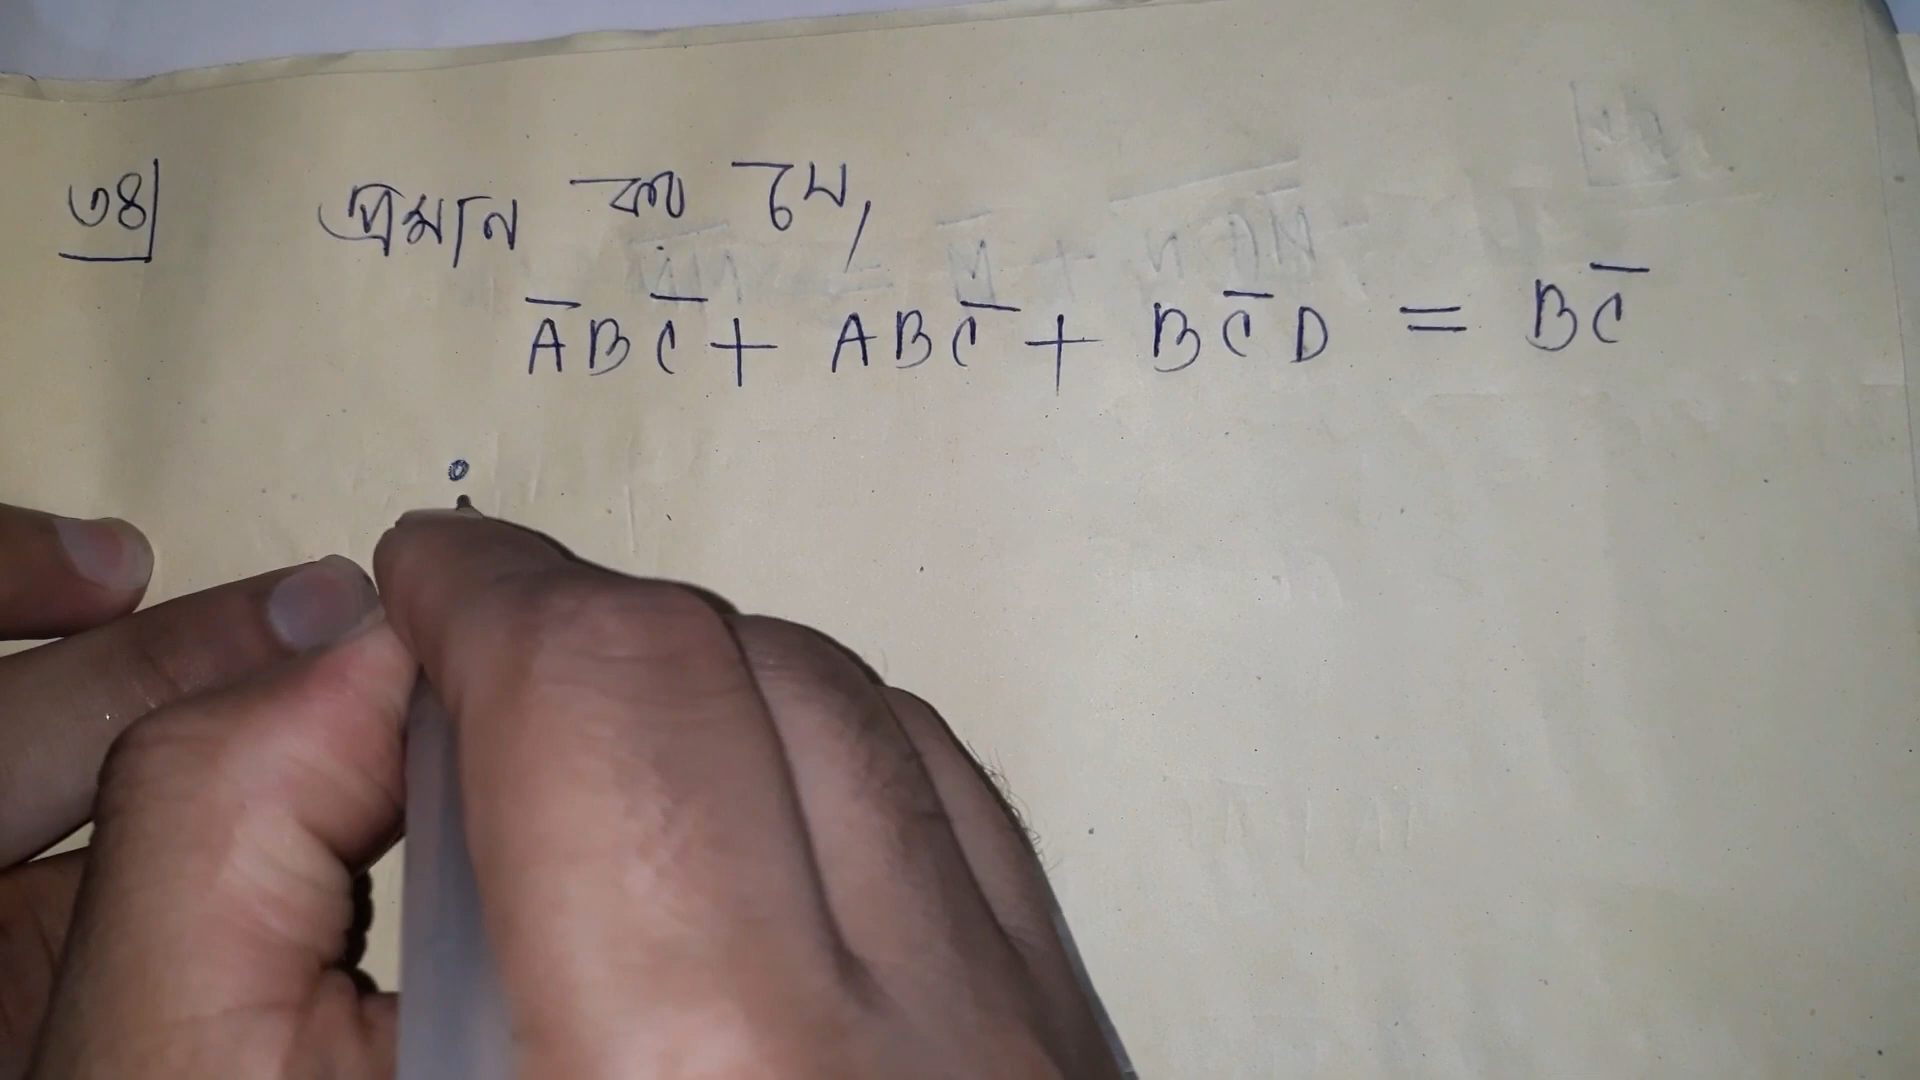 ৩৪| প্রমান কর যে,
A̅BC̅ + ABC̅ + BC̅D = BC̅